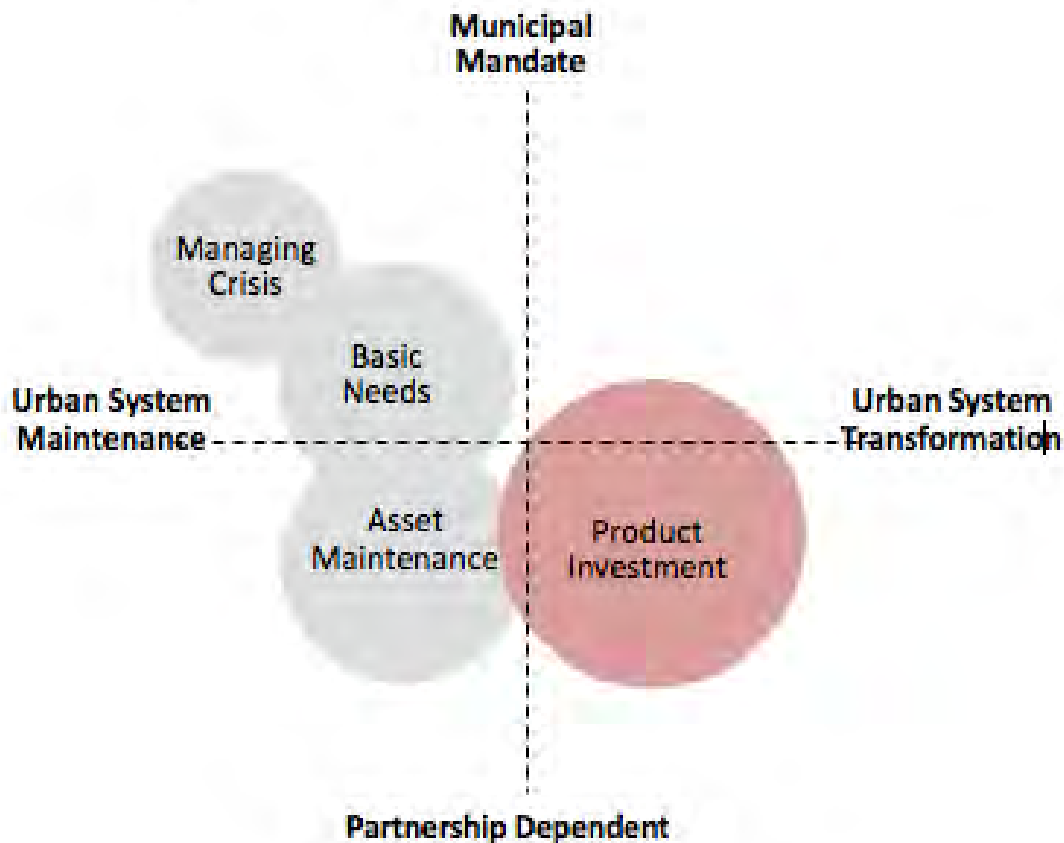 Municipal
Mandate
Managing
Crisis
Basic
Needs
Urban System
Maintenance
Urban System
Transformation
Asset
Maintenance
Product
Investment
Partnership Dependent